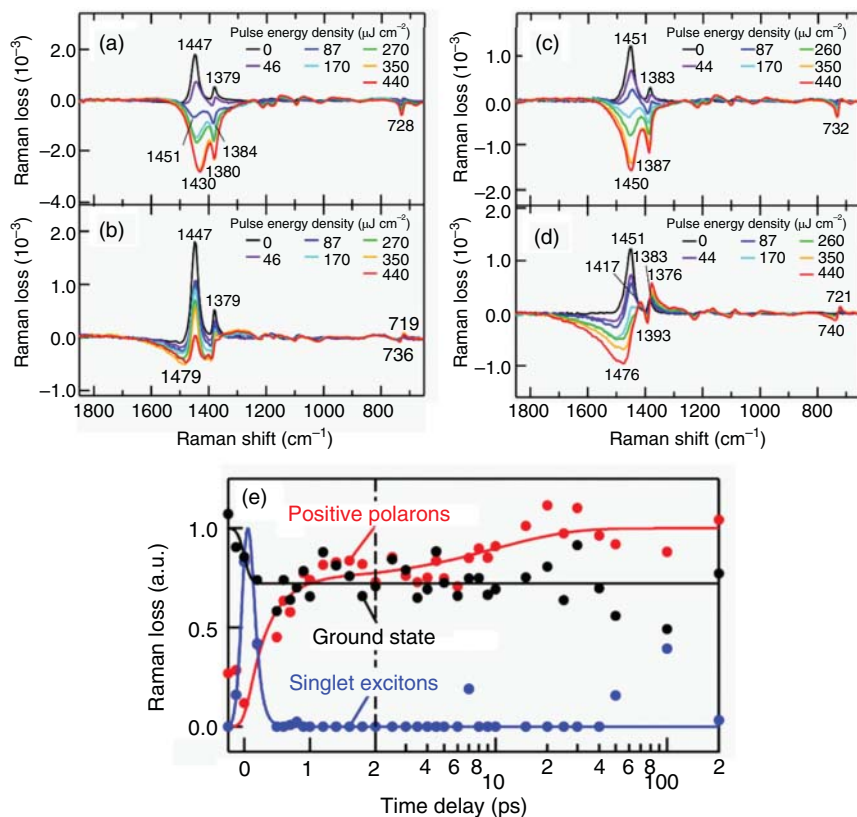 (a)
Pulse energy density (μJ cm⁻²)
0 87 270
46 170 350
440
1447
1379
1451
1384
1380
1430
728
2.0
0.0
−2.0
−4.0
Raman loss (10⁻³)
(b)
Pulse energy density (μJ cm⁻²)
0 87 270
46 170 350
440
1447
1379
1479
719
736
2.0
1.0
0.0
−1.0
Raman loss (10⁻³)
1800 1600 1400 1200 1000 800
Raman shift (cm⁻¹)
(c)
Pulse energy density (μJ cm⁻²)
0 87 260
44 170 350
440
1451
1383
1387
1450
732
1.0
0.0
−1.0
−2.0
Raman loss (10⁻³)
(d)
Pulse energy density (μJ cm⁻²)
0 87 260
44 170 350
440
1451
1383
1417
1376
1393
1476
721
740
2.0
1.0
0.0
−1.0
Raman loss (10⁻³)
1800 1600 1400 1200 1000 800
Raman shift (cm⁻¹)
(e)
Positive polarons
Ground state
Singlet excitons
1.0
0.5
0.0
Raman loss (a.u.)
0 1 2 4 6 8 10 2 4 6 8 100 2
Time delay (ps)